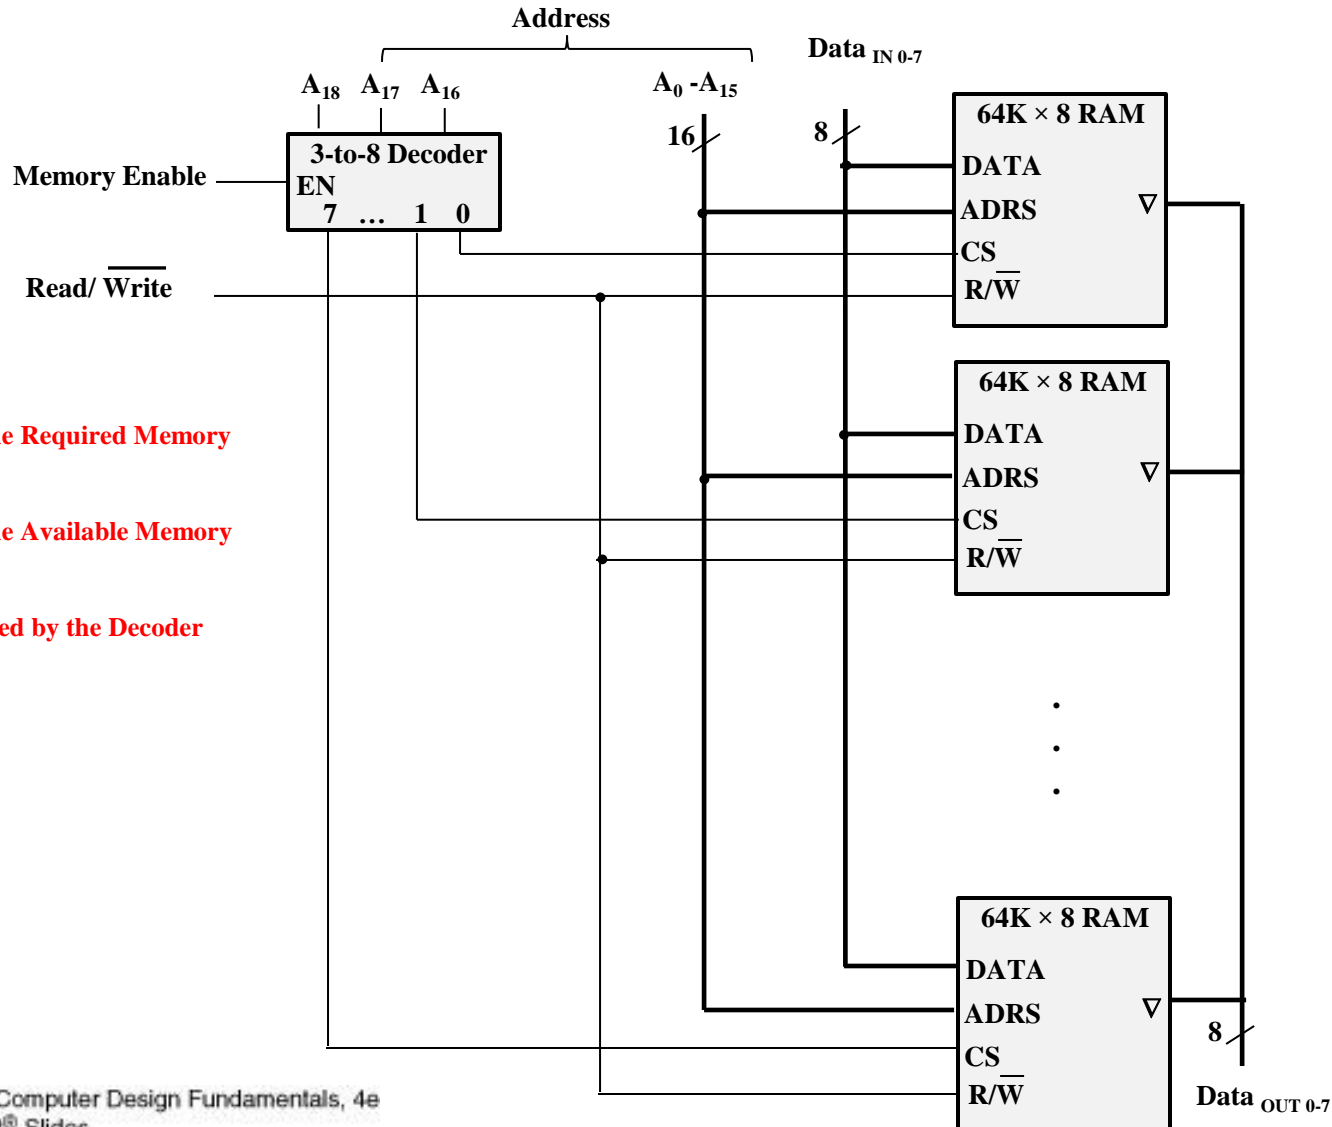 Address
Data IN 0-7
A18 A17 A16 A0 -A15
16 8
3-to-8 Decoder
Memory Enable
EN
7 … 1 0
Read/ Write
64K × 8 RAM
DATA
ADRS
CS
R/W
64K × 8 RAM
DATA
ADRS
CS
R/W
Required Memory
Available Memory
by the Decoder
64K × 8 RAM
DATA
ADRS
CS
R/W
8
Data OUT 0-7
Computer Design Fundamentals, 4e
Slides